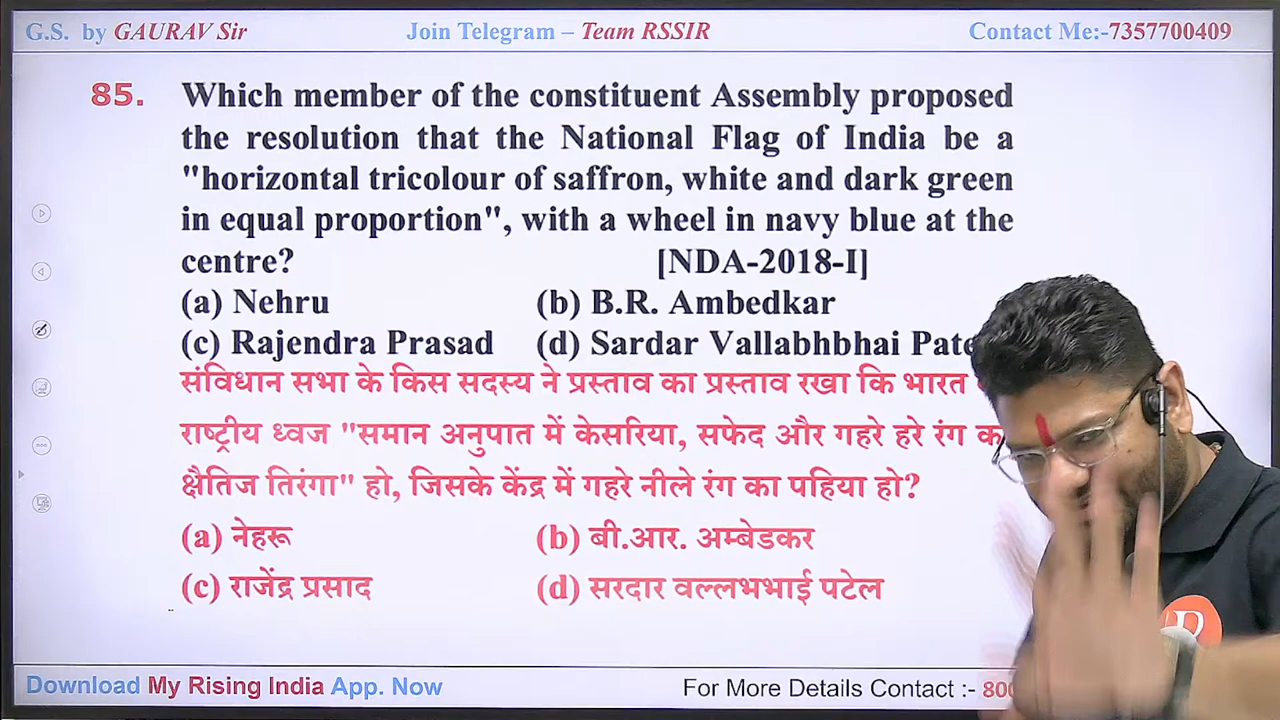 G.S. by GAURAV Sir
Join Telegram – Team RSSIR
Contact Me:-7357700409
85. Which member of the constituent Assembly proposed
the resolution that the National Flag of India be a
"horizontal tricolour of saffron, white and dark green
in equal proportion", with a wheel in navy blue at the
centre? [NDA-2018-I]
(a) Nehru (b) B.R. Ambedkar
(c) Rajendra Prasad (d) Sardar Vallabhbhai
संविधान सभा के किस सदस्य ने प्रस्ताव का प्रस्ताव रखा कि भारत
राष्ट्रीय ध्वज "समान अनुपात में केसरिया, सफेद और गहरे हरे रंग
क्षैतिज तिरंगा" हो, जिसके केंद्र में गहरे नीले रंग का पहिया हो?
(a) नेहरू (b) बी.आर. अम्बेडकर
(c) राजेंद्र प्रसाद (d) सरदार वल्लभभाई पटेल
Download My Rising India App. Now
For More Details Contact :-